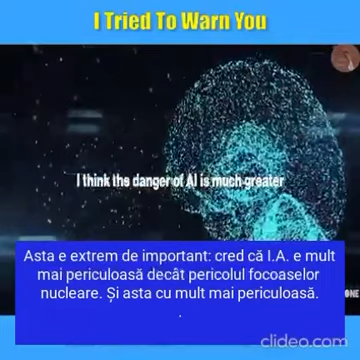 I Tried To Warn You
I think the danger of AI is much greater
ONE
Asta e extrem de important: cred că I.A. e mult
mai periculoasă decât pericolul focoaselor
nucleare. Și asta cu mult mai periculoasă.
.
clideo.com